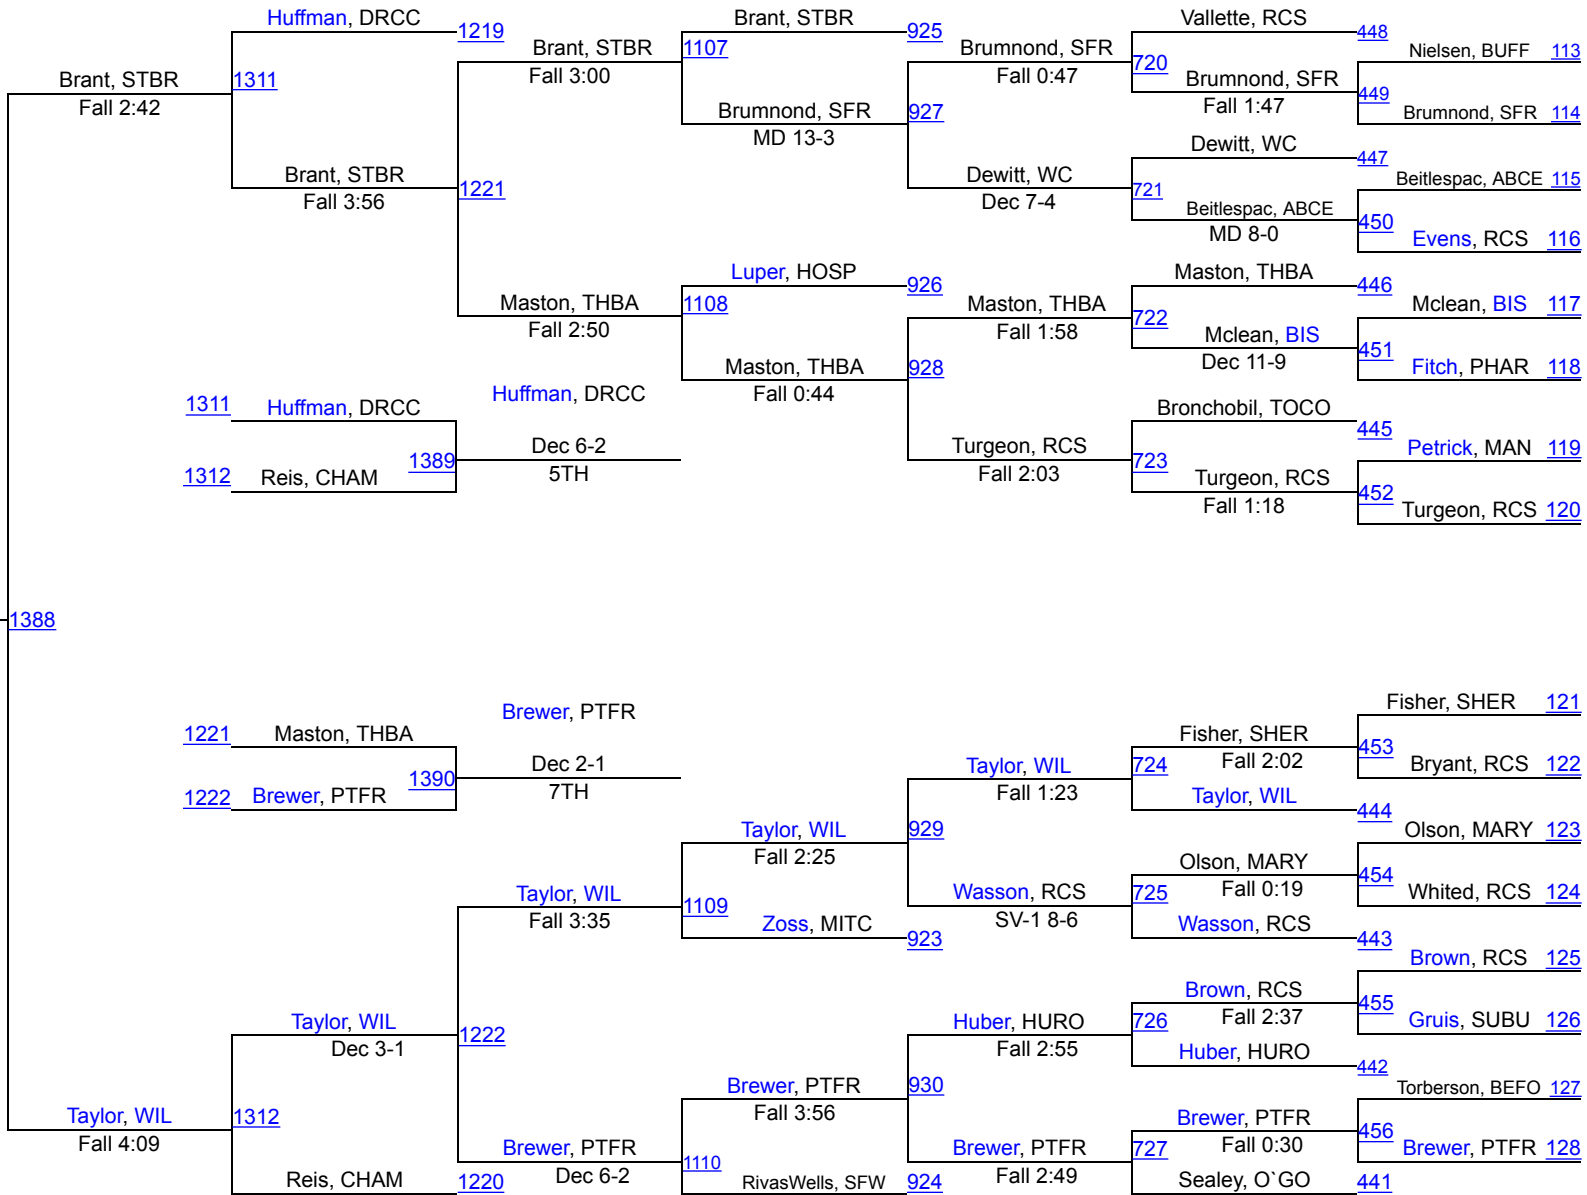 Huffman, DRCC
1219
Brant, STBR
925
Vallette, RCS
448
Brant, STBR
Fall 3:00
1107
Brumnond, SFR
Fall 0:47
720
Nielsen, BUFF 113
Brant, STBR
Fall 2:42
1311
Brumnond, SFR
Fall 1:47
449
Brumnond, SFR
MD 13-3
927
Brumnond, SFR 114
Dewitt, WC
447
Brant, STBR
Fall 3:56
1221
Dewitt, WC
Dec 7-4
721
Beitlespac, ABCE 115
Beitlespac, ABCE
MD 8-0
450
Evens, RCS 116
Luper, HOSP
926
Maston, THBA
446
Maston, THBA
Fall 2:50
1108
Maston, THBA
Fall 1:58
722
Mclean, BIS 117
Mclean, BIS
Dec 11-9
451
Maston, THBA
Fall 0:44
928
Fitch, PHAR 118
1311 Huffman, DRCC
Huffman, DRCC
Bronchobil, TOCO
445
1389
Dec 6-2
5TH
Turgeon, RCS
Fall 2:03
723
Petrick, MAN 119
1312 Reis, CHAM
Turgeon, RCS
Fall 1:18
452
Turgeon, RCS 120
1388
Fisher, SHER 121
Brewer, PTFR
1221 Maston, THBA
Fisher, SHER
Fall 2:02
453
1390
Dec 2-1
7TH
Taylor, WIL
Fall 1:23
724
Bryant, RCS 122
1222 Brewer, PTFR
Taylor, WIL
444
Taylor, WIL
Fall 2:25
929
Olson, MARY 123
Olson, MARY
Fall 0:19
454
Taylor, WIL
Fall 3:35
1109
Wasson, RCS
SV-1 8-6
725
Whited, RCS 124
Zoss, MITC
923
Wasson, RCS
443
Brown, RCS 125
Brown, RCS
Fall 2:37
455
Taylor, WIL
Dec 3-1
1222
Huber, HURO
Fall 2:55
726
Gruis, SUBU 126
Huber, HURO
442
Brewer, PTFR
Fall 3:56
930
Torberson, BEFO 127
Taylor, WIL
Fall 4:09
1312
Brewer, PTFR
Fall 0:30
456
Brewer, PTFR
Dec 6-2
1110
Brewer, PTFR
Fall 2:49
727
Brewer, PTFR 128
Reis, CHAM
1220
RivasWells, SFW
924
Sealey, O`GO
441